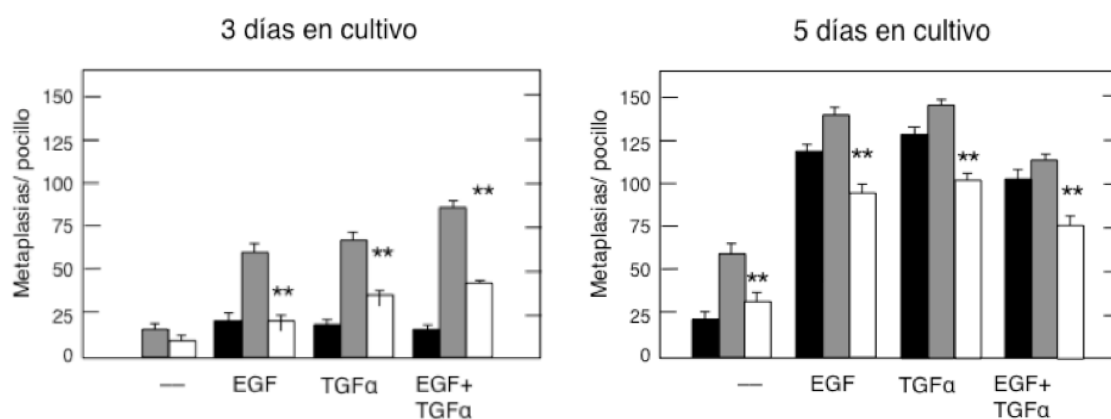 3 días en cultivo
Metaplasias/ pocillo
150
125
100
75
50
25
0
**
**
**
—
EGF
TGFα
EGF+
TGFα
5 días en cultivo
Metaplasias/ pocillo
150
125
100
75
50
25
0
**
**
**
**
—
EGF
TGFα
EGF+
TGFα